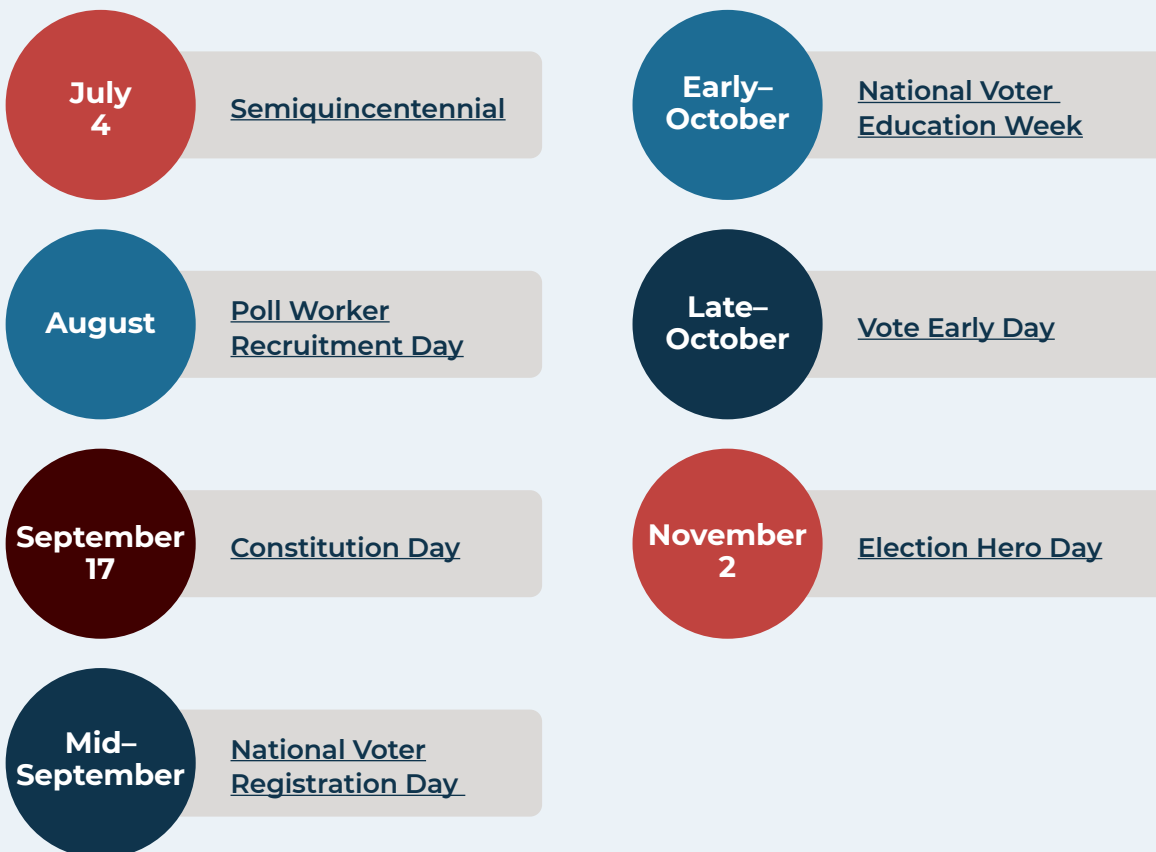 July
4
Semiquincentennial
August
Poll Worker
Recruitment Day
September
17
Constitution Day
Mid–
September
National Voter
Registration Day
Early–
October
National Voter
Education Week
Late–
October
Vote Early Day
November
2
Election Hero Day